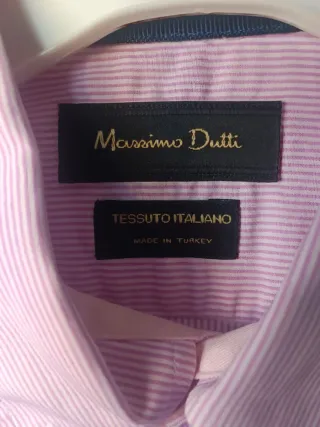 Massimo Dutti
TESSUTO ITALIANO
MADE IN TURKEY